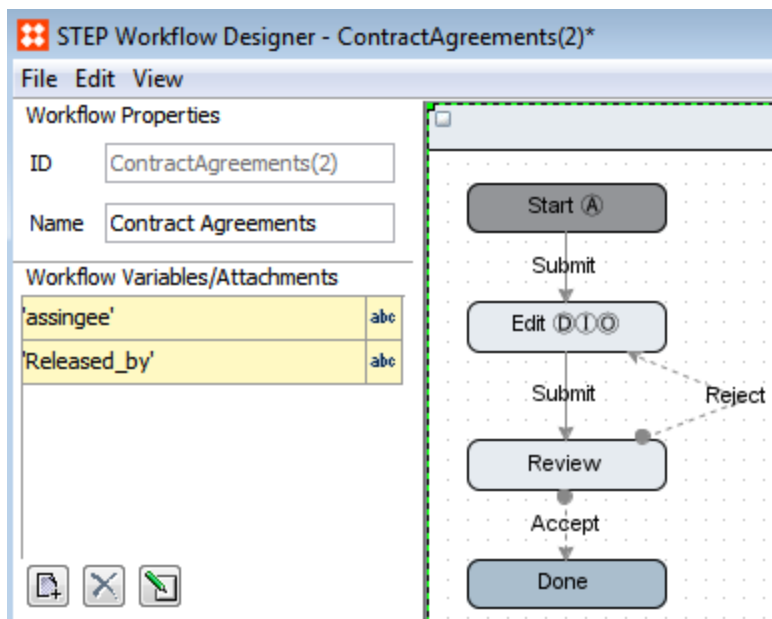 STEP Workflow Designer - ContractAgreements(2)*
File Edit View
Workflow Properties
ID ContractAgreements(2)
Name Contract Agreements
Workflow Variables/Attachments
'assingee' abc
'Released_by' abc
Start Ⓐ
Submit
Edit ⒹⒾⓄ
Submit
Reject
Review
Accept
Done